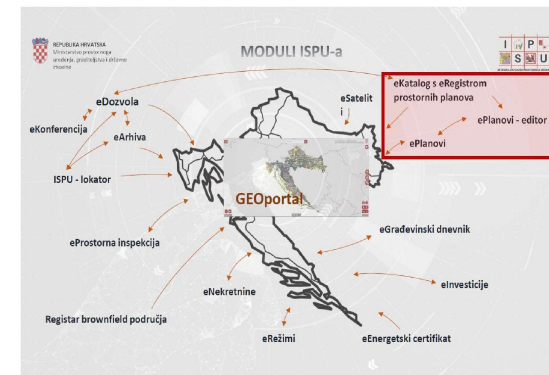 REPUBLIKA HRVATSKA
Ministarstvo prostornoga
uređenja, graditeljstva i državne
imovine
MODULI ISPU-a
I P
S U
eDozvola
eKonferencija
eArhiva
ISPU - lokator
eSatelit
i
eKatalog s eRegistrom
prostornih planova
ePlanovi - editor
ePlanovi
GEOportal
eProstorna inspekcija
eGrađevinski dnevnik
eNekretnine
eInvesticije
Registar brownfield područja
eRežimi
eEnergetski certifikat